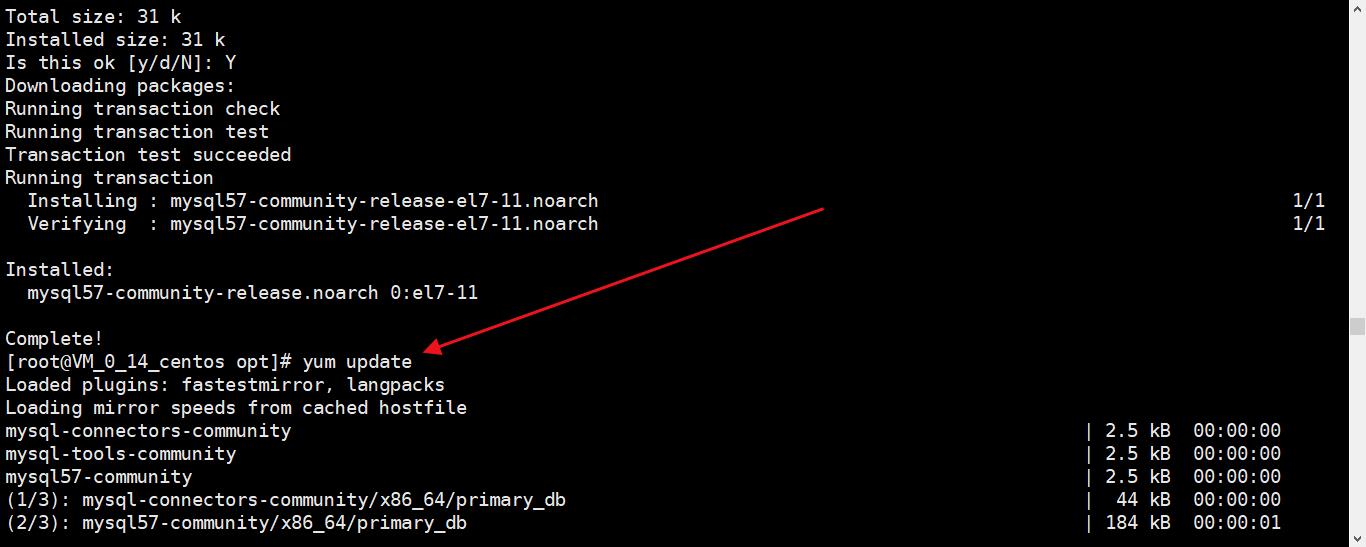 Total size: 31 k
Installed size: 31 k
Is this ok [y/d/N]: Y
Downloading packages:
Running transaction check
Running transaction test
Transaction test succeeded
Running transaction
  Installing : mysql57-community-release-el7-11.noarch 1/1
  Verifying  : mysql57-community-release-el7-11.noarch 1/1
Installed:
  mysql57-community-release.noarch 0:el7-11
Complete!
[root@VM_0_14_centos opt]# yum update
Loaded plugins: fastestmirror, langpacks
Loading mirror speeds from cached hostfile
mysql-connectors-community | 2.5 kB 00:00:00
mysql-tools-community | 2.5 kB 00:00:00
mysql57-community | 2.5 kB 00:00:00
(1/3): mysql-connectors-community/x86_64/primary_db | 44 kB 00:00:00
(2/3): mysql57-community/x86_64/primary_db | 184 kB 00:00:01